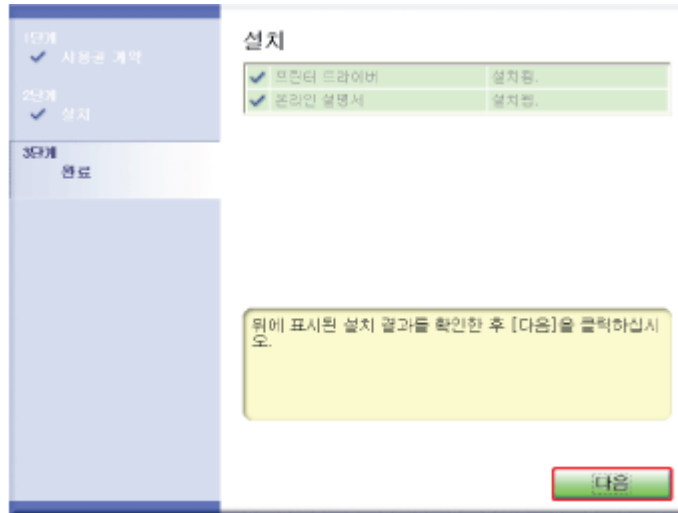 1단계
사용권 계약
2단계
설치
3단계
완료
설치
프린터 드라이버 설치됨.
온라인 설명서 설치됨.
위에 표시된 설치 결과를 확인한 후 [다음]을 클릭하십시
오.
다음